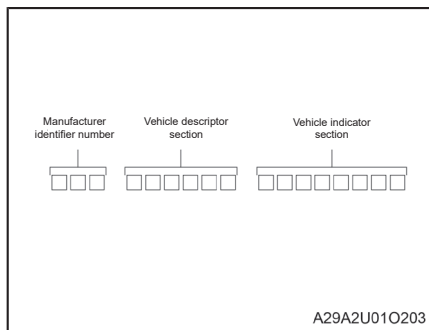 Manufacturer
identifier number
Vehicle descriptor
section
Vehicle indicator
section
A29A2U01O203